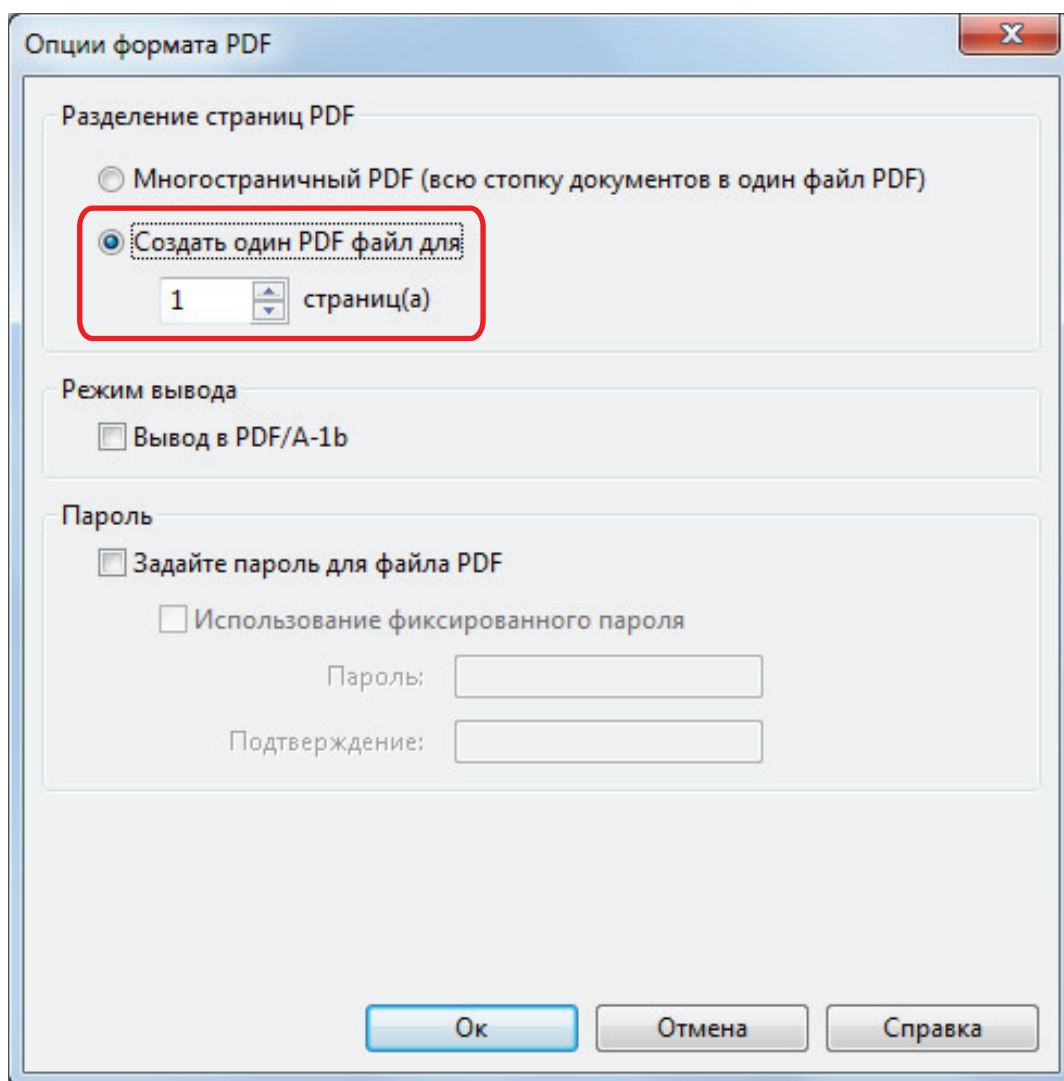 Опции формата PDF
Разделение страниц PDF
Многостраничный PDF (всю стопку документов в один файл PDF)
Создать один PDF файл для
1 страниц(а)
Режим вывода
Вывод в PDF/A-1b
Пароль
Задайте пароль для файла PDF
Использование фиксированного пароля
Пароль:
Подтверждение:
Ок Отмена Справка